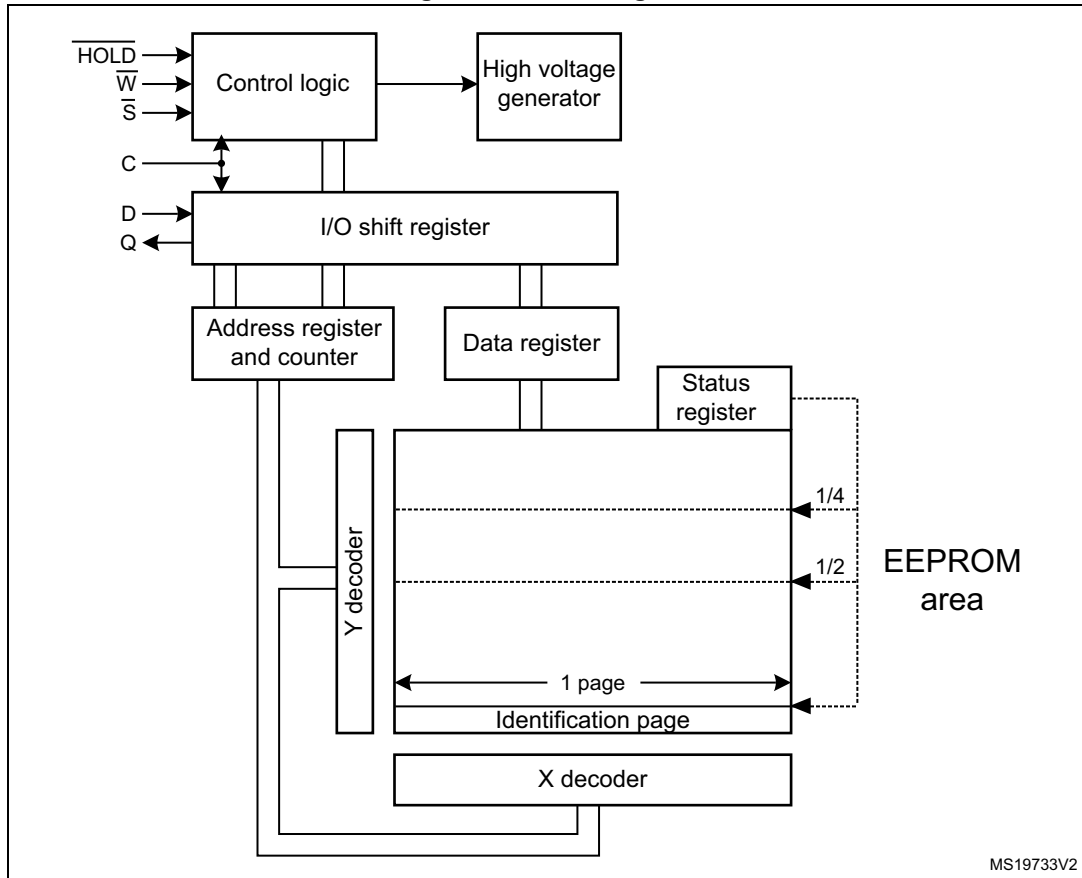 HOLD
W
S
C
D
Q
Control logic
High voltage
generator
I/O shift register
Address register
and counter
Data register
Status
register
1/4
1/2
EEPROM
area
Y decoder
1 page
Identification page
X decoder
MS19733V2